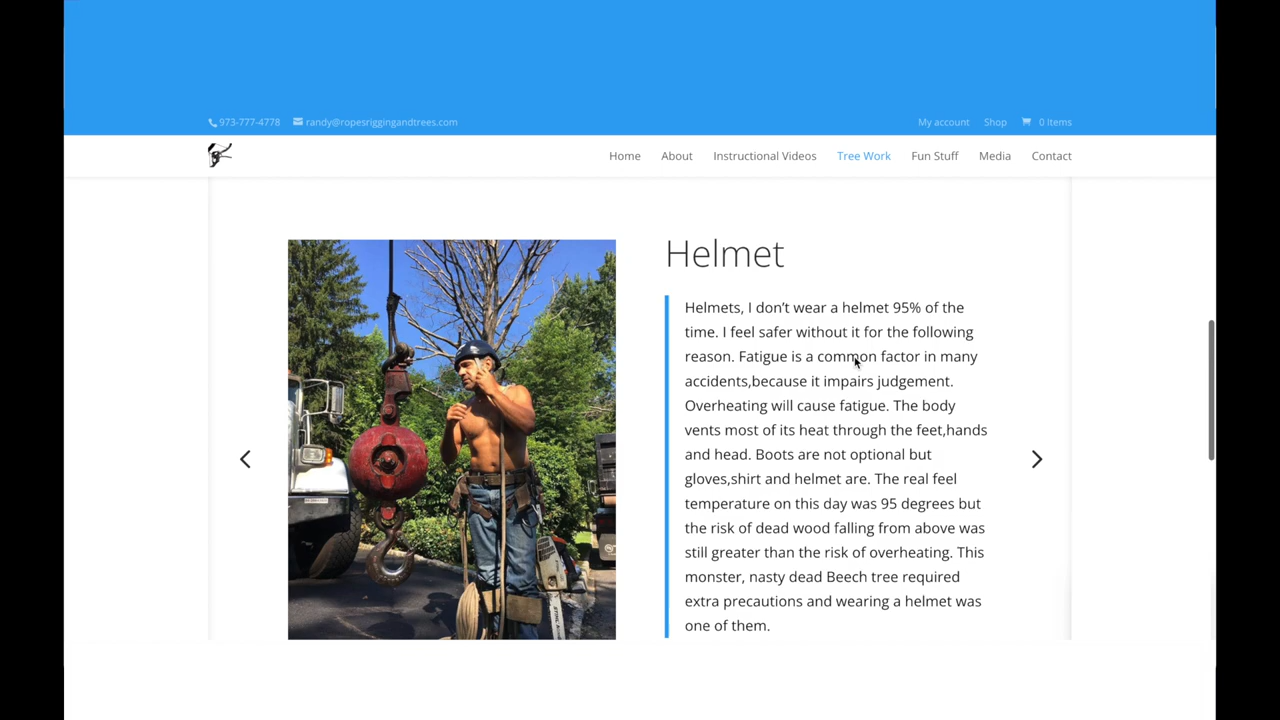 973-777-4778 randy@ropesriggingandtrees.com My account Shop 0 Items
Home About Instructional Videos Tree Work Fun Stuff Media Contact
Helmet
Helmets, I don’t wear a helmet 95% of the
time. I feel safer without it for the following
reason. Fatigue is a common factor in many
accidents,because it impairs judgement.
Overheating will cause fatigue. The body
vents most of its heat through the feet,hands
and head. Boots are not optional but
gloves,shirt and helmet are. The real feel
temperature on this day was 95 degrees but
the risk of dead wood falling from above was
still greater than the risk of overheating. This
monster, nasty dead Beech tree required
extra precautions and wearing a helmet was
one of them.